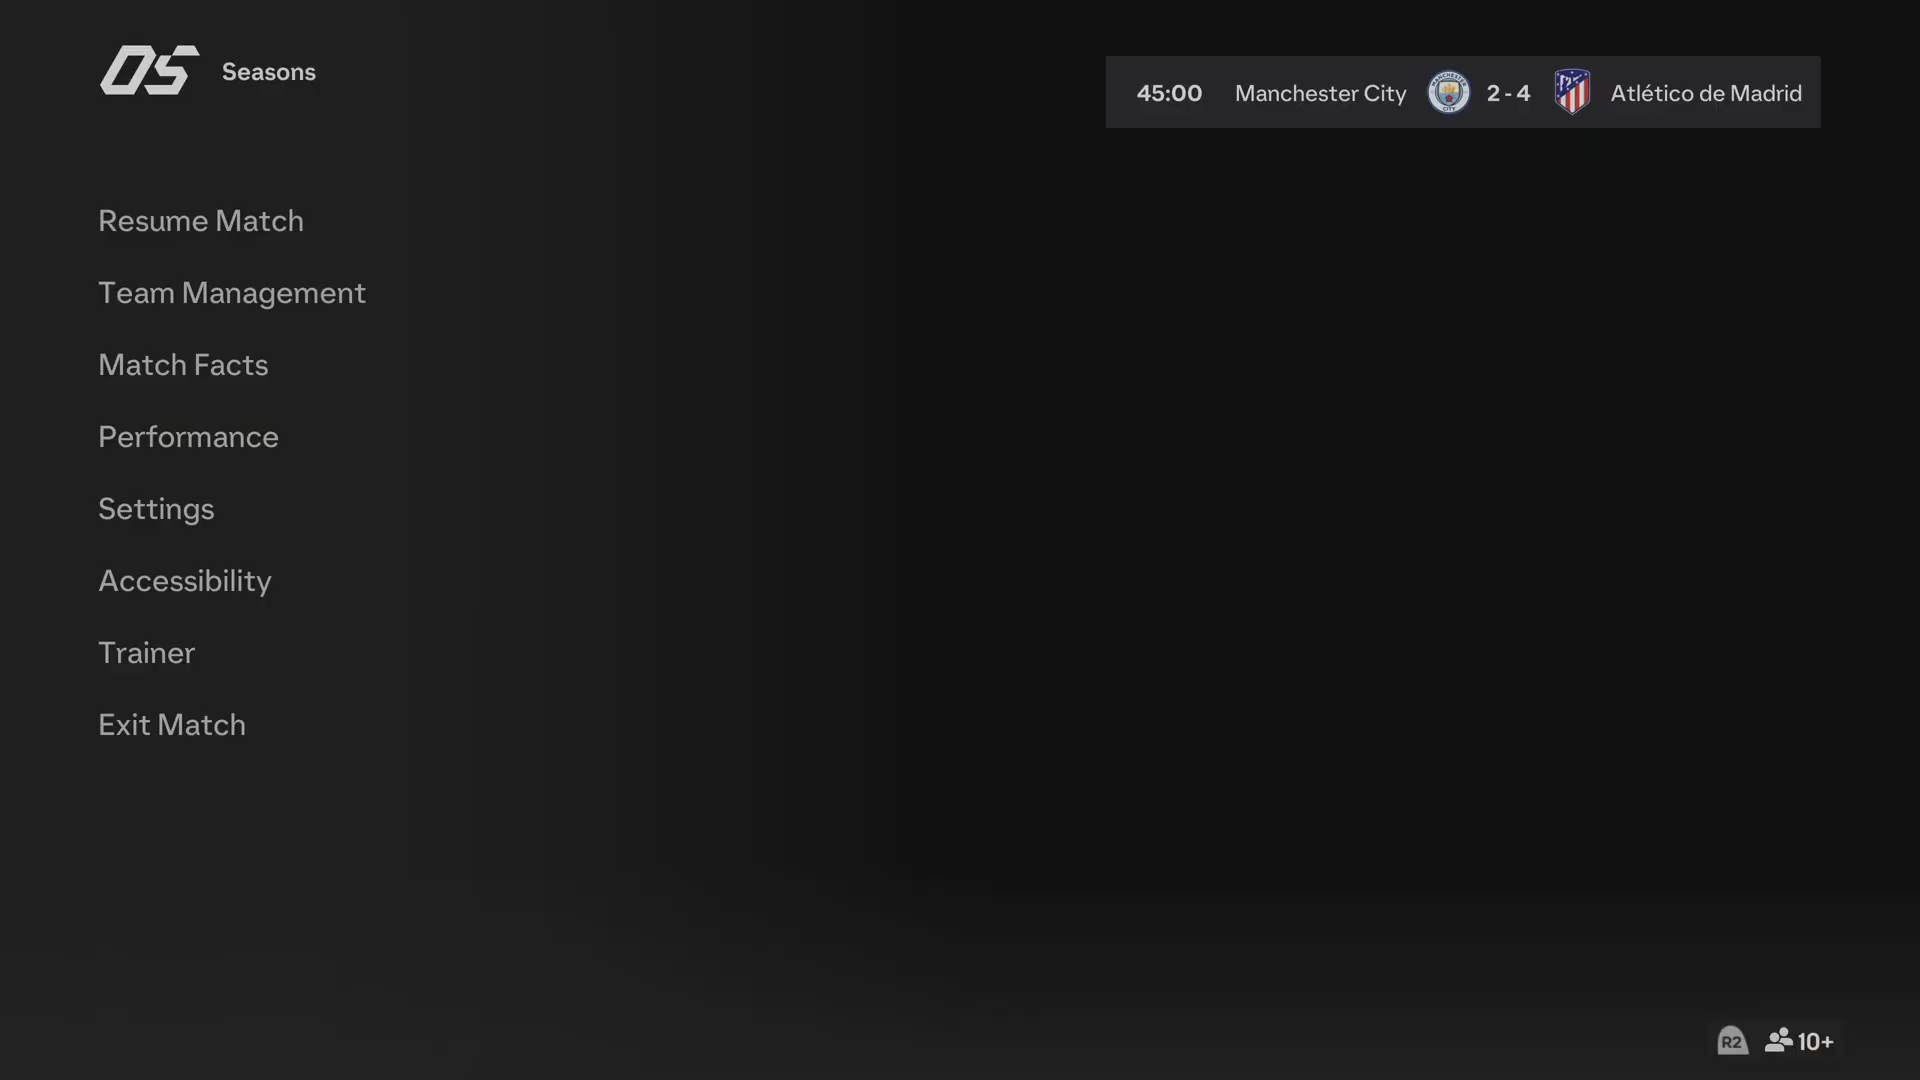 OS Seasons
45:00 Manchester City 2 - 4 Atlético de Madrid
Resume Match
Team Management
Match Facts
Performance
Settings
Accessibility
Trainer
Exit Match
R2 10+